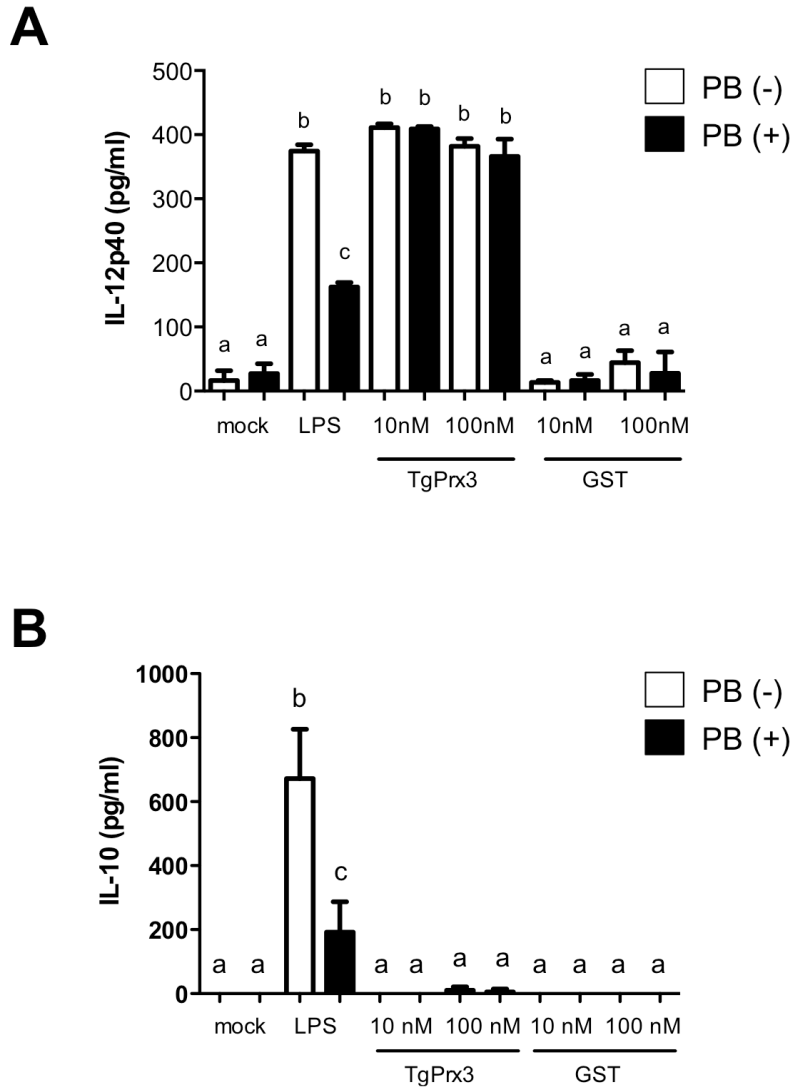 A
500
400
300
200
100
0
IL-12p40 (pg/ml)
PB (-)
PB (+)
a a b c b b b b a a a a
mock LPS 10nM 100nM 10nM 100nM
TgPrx3 GST
B
1000
800
600
400
200
0
IL-10 (pg/ml)
PB (-)
PB (+)
a a b c a a a a a a a a
mock LPS 10 nM 100 nM 10 nM 100 nM
TgPrx3 GST